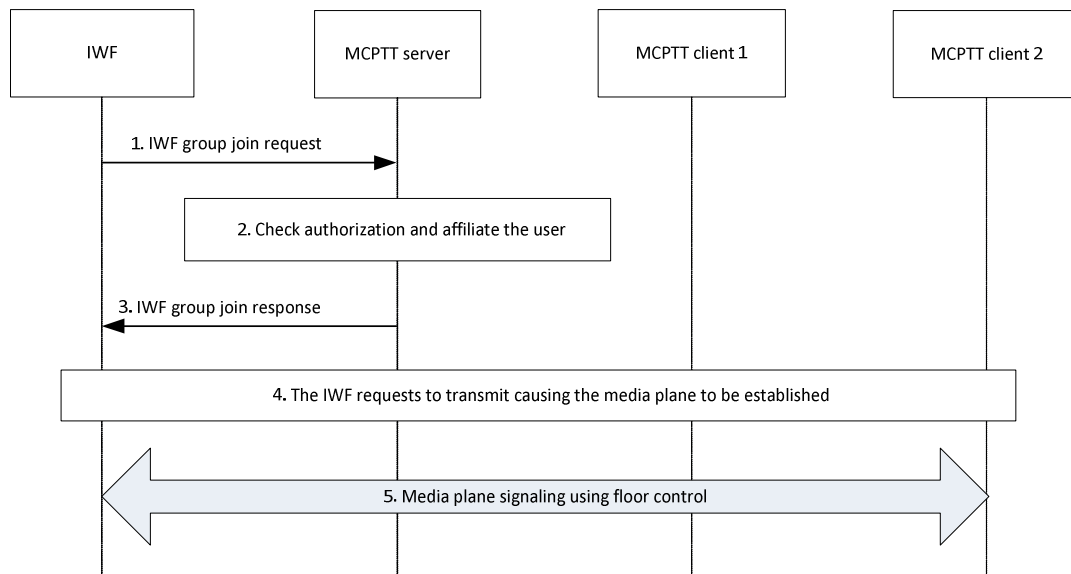 IWF
MCPTT server
MCPTT client 1
MCPTT client 2
1. IWF group join request
2. Check authorization and affiliate the user
3. IWF group join response
4. The IWF requests to transmit causing the media plane to be established
5. Media plane signaling using floor control